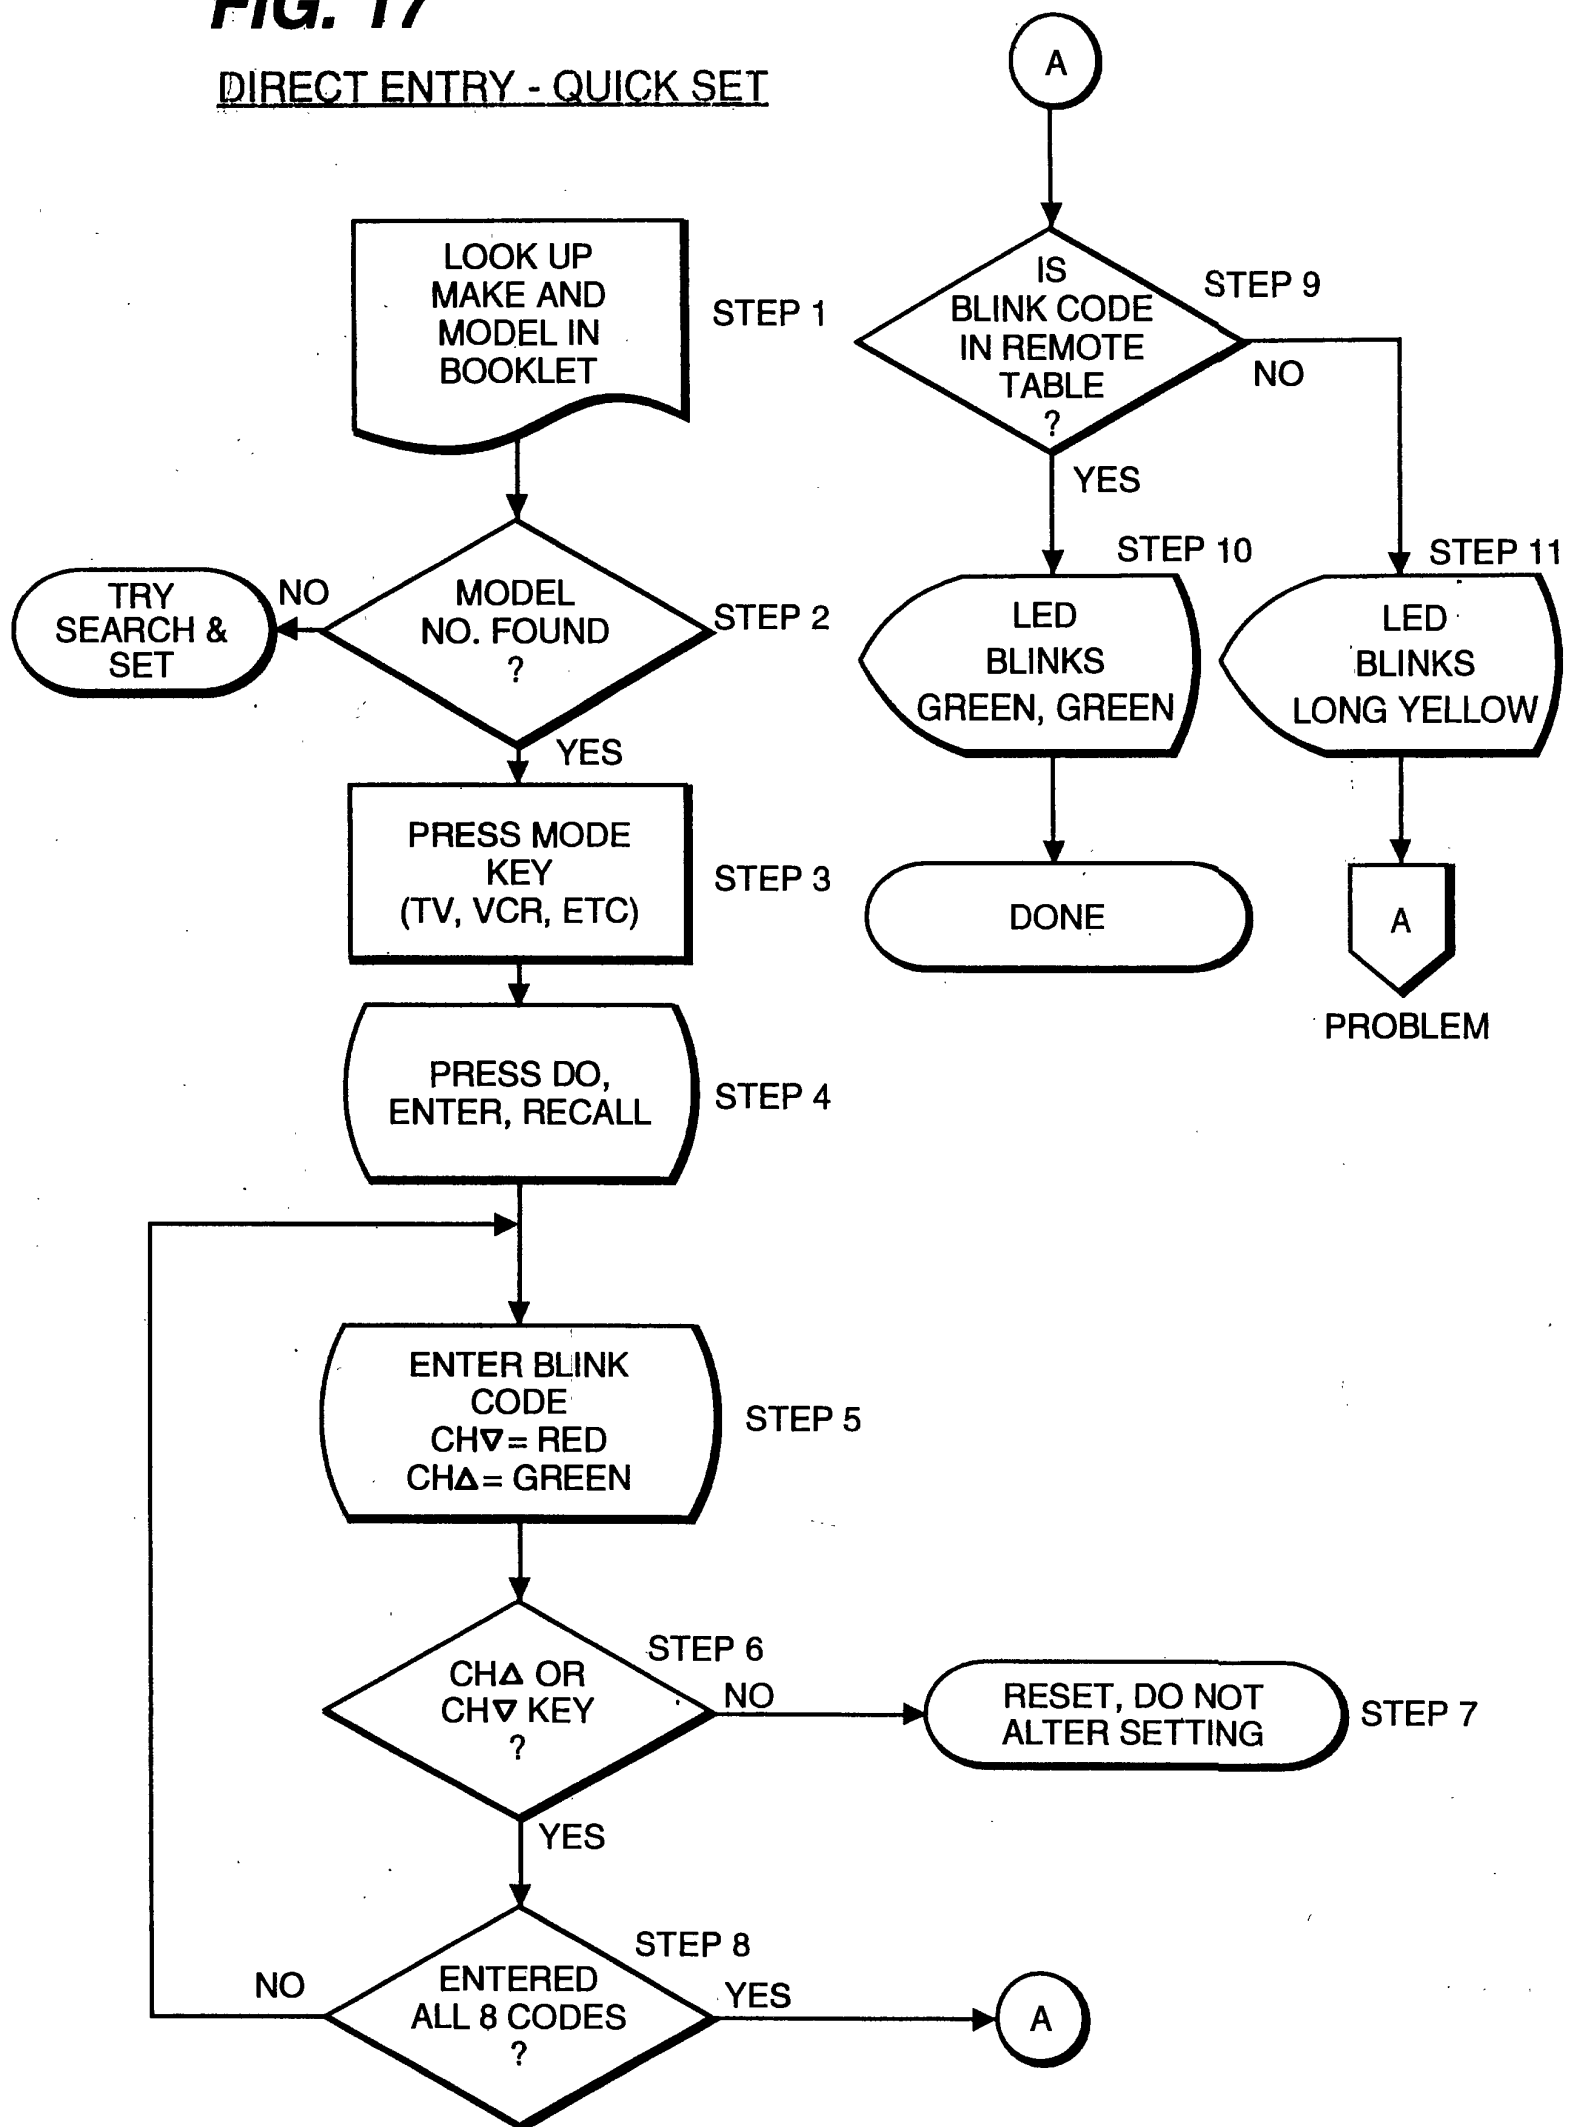 FIG. 17
DIRECT ENTRY - QUICK SET
LOOK UP
MAKE AND
MODEL IN
BOOKLET
STEP 1
MODEL
NO. FOUND
?
STEP 2
NO
TRY
SEARCH &
SET
YES
PRESS MODE
KEY
(TV, VCR, ETC)
STEP 3
PRESS DO,
ENTER, RECALL
STEP 4
ENTER BLINK
CODE
CH∇= RED
CHΔ= GREEN
STEP 5
CHΔ OR
CH∇ KEY
?
STEP 6
NO
RESET, DO NOT
ALTER SETTING
STEP 7
YES
ENTERED
ALL 8 CODES
?
STEP 8
NO
YES
A
A
IS
BLINK CODE
IN REMOTE
TABLE
?
STEP 9
NO
YES
STEP 10
LED
BLINKS
GREEN, GREEN
DONE
STEP 11
LED
BLINKS
LONG YELLOW
A
PROBLEM